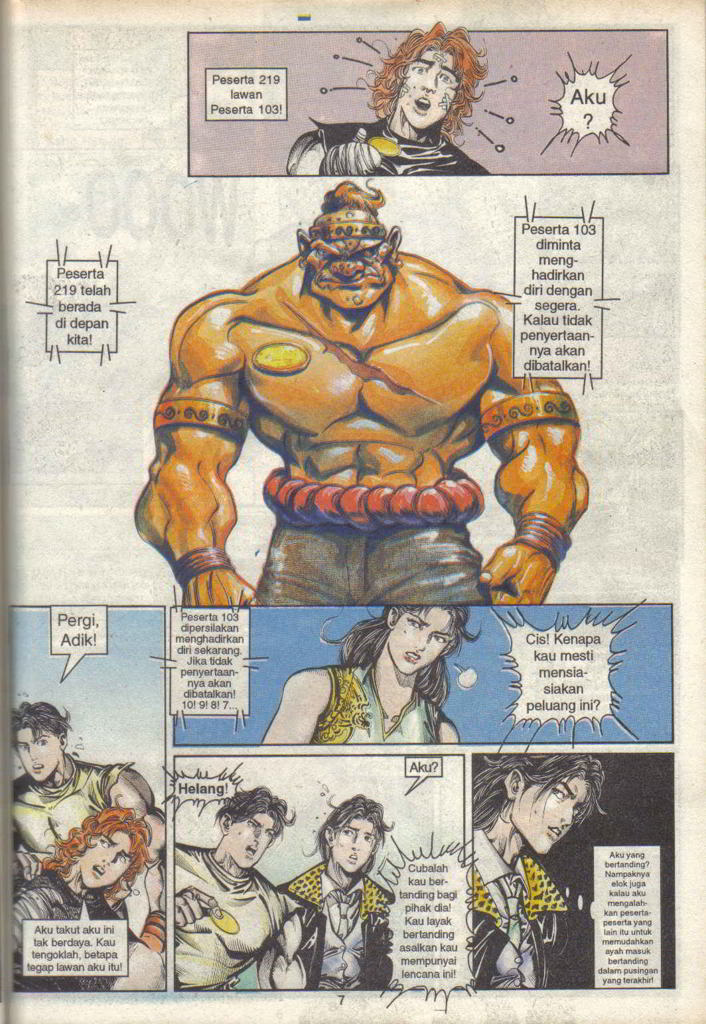 Peserta 219
lawan
Peserta 103!
Aku
?
Peserta
219 telah
berada
di depan
kita!
Peserta 103
diminta
meng-
hadirkan
diri dengan
segera.
Kalau tidak
penyertaan-
nya akan
dibatalkan!
Pergi,
Adik!
Aku takut aku ini
tak berdaya. Kau
tengoklah, betapa
tegap lawan aku itu!
Peserta 103
dipersilakan
menghadirkan
diri sekarang.
Jika tidak
penyertaan-
nya akan
dibatalkan!
10! 9! 8! 7...
Cis! Kenapa
kau mesti
mensia-
siakan
peluang ini?
Helang!
Aku?
Cubalah
kau ber-
tanding bagi
pihak dia!
Kau layak
bertanding
asalkan kau
mempunyai
lencana ini!
Aku yang
bertanding?
Nampaknya
elok juga
kalau aku
mengalah-
kan peserta-
peserta yang
lain itu untuk
memudahkan
ayah masuk
bertanding
dalam pusingan
yang terakhir!
7